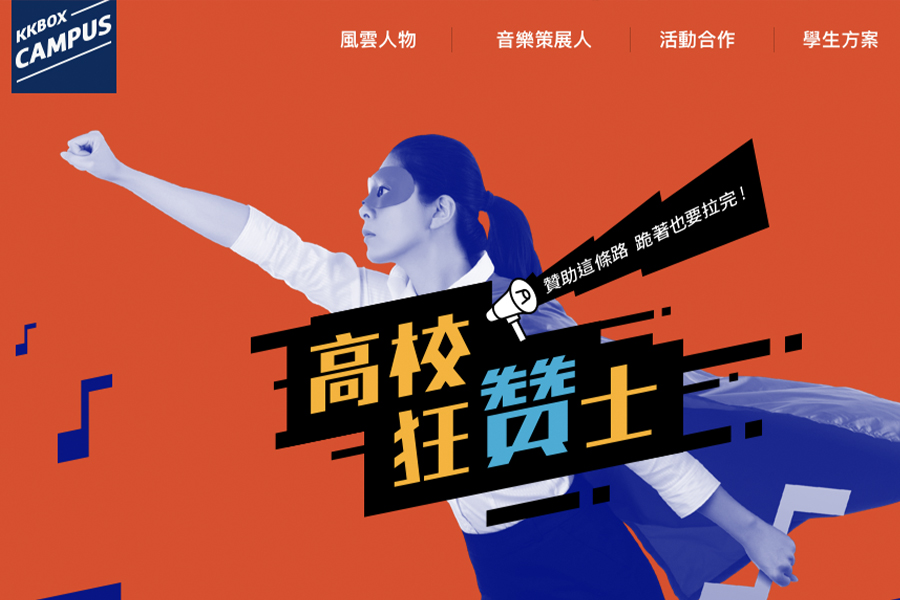 KKBOX
CAMPUS
風雲人物
音樂策展人
活動合作
學生方案
贊助這條路 跪著也要拉完！
高校
狂贊士